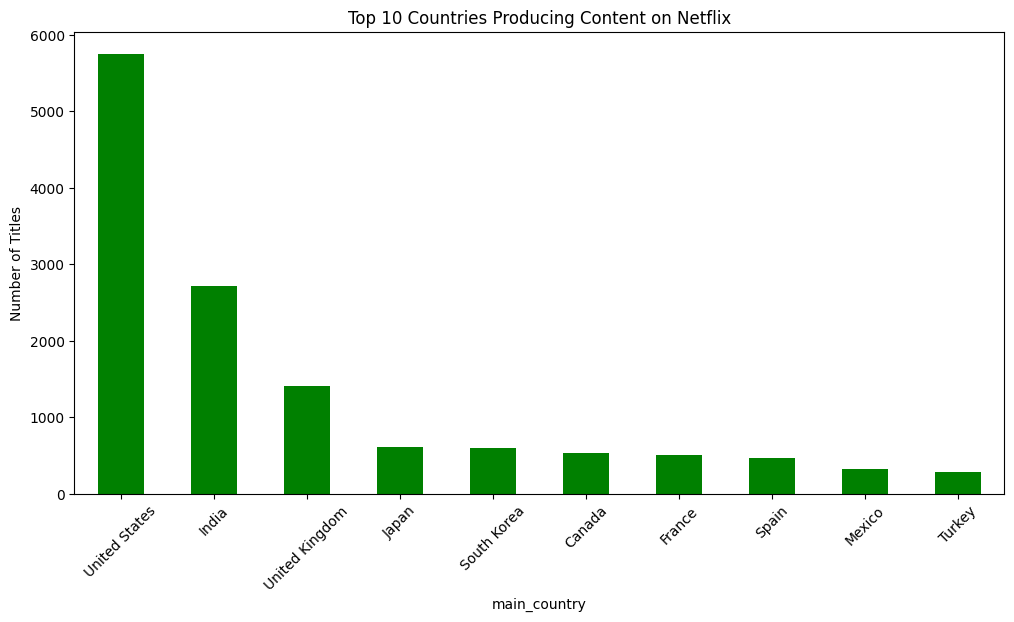 Top 10 Countries Producing Content on Netflix
Number of Titles
6000
5000
4000
3000
2000
1000
0
United States
India
United Kingdom
Japan
South Korea
Canada
France
Spain
Mexico
Turkey
main_country